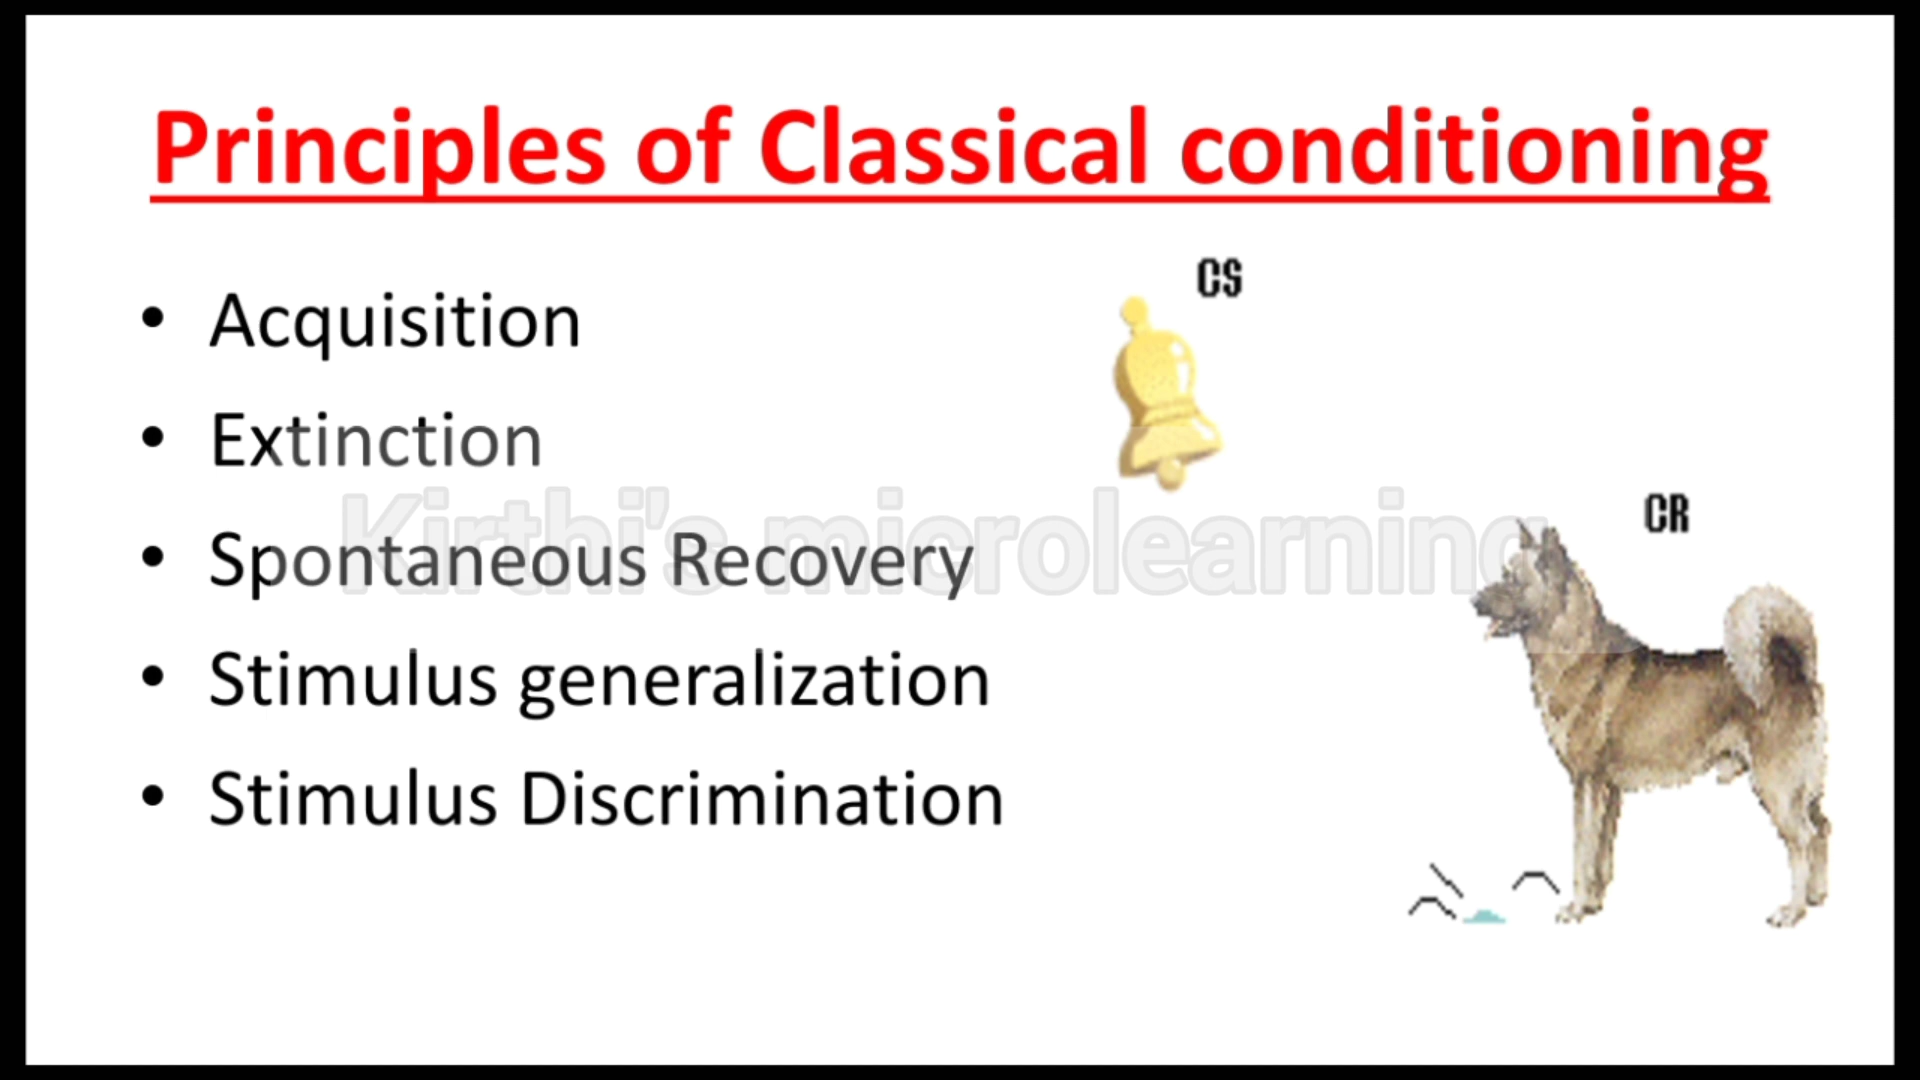 Principles of Classical conditioning
• Acquisition
• Extinction
• Spontaneous Recovery
• Stimulus generalization
• Stimulus Discrimination
CS
CR
Kirthi's microlearning